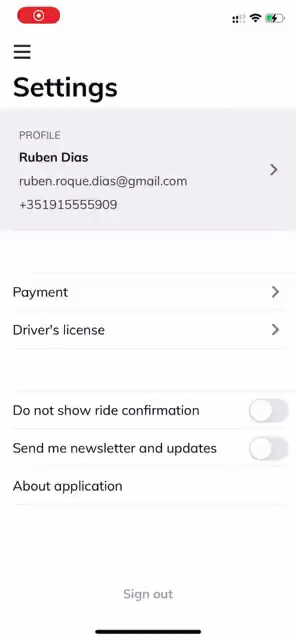 Settings
PROFILE
Ruben Dias
ruben.roque.dias@gmail.com
+351915555909
Payment
Driver's license
Do not show ride confirmation
Send me newsletter and updates
About application
Sign out